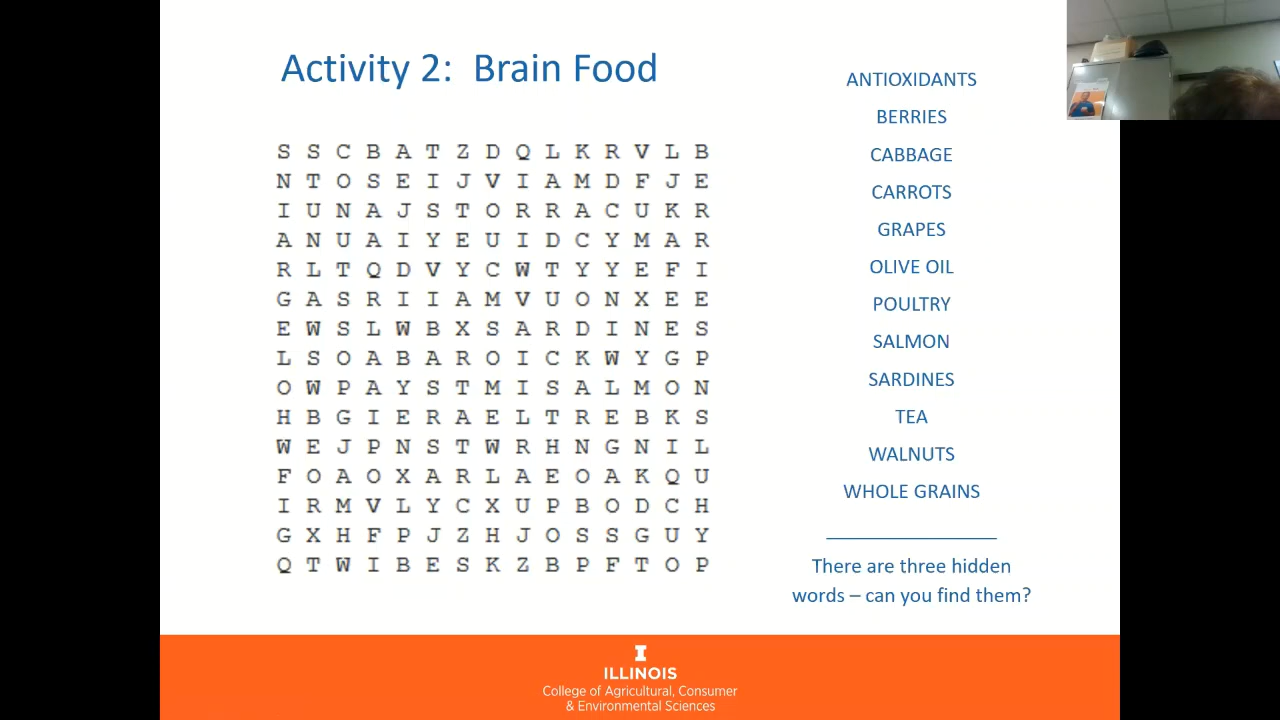 Activity 2: Brain Food
S S C B A T Z D Q L K R V L B
N T O S E I J V I A M D F J E
I U N A J S T O R R A C U K R
A N U A I Y E U I D C Y M A R
R L T Q D V Y C W T Y Y E F I
G A S R I I A M V U O N X E E
E W S L W B X S A R D I N E S
L S O A B A R O I C K W Y G P
O W P A Y S T M I S A L M O N
H B G I E R A E L T R E B K S
W E J P N S T W R H N G N I L
F O A O X A R L A E O A K Q U
I R M V L Y C X U P B O D C H
G X H F P J Z H J O S S G U Y
Q T W I B E S K Z B P F T O P
ANTIOXIDANTS
BERRIES
CABBAGE
CARROTS
GRAPES
OLIVE OIL
POULTRY
SALMON
SARDINES
TEA
WALNUTS
WHOLE GRAINS
There are three hidden
words – can you find them?
I
ILLINOIS
College of Agricultural, Consumer
& Environmental Sciences